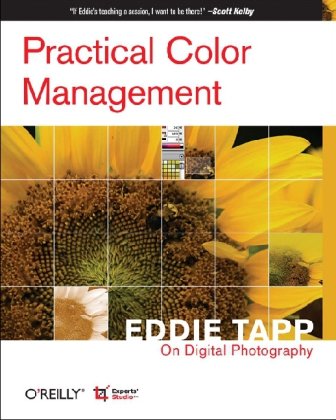 "If Eddie's teaching a session, I want to be there!" –Scott Kelby
Practical Color
Management
EDDIE TAPP
On Digital Photography
O'REILLY®
Experts'
Studio